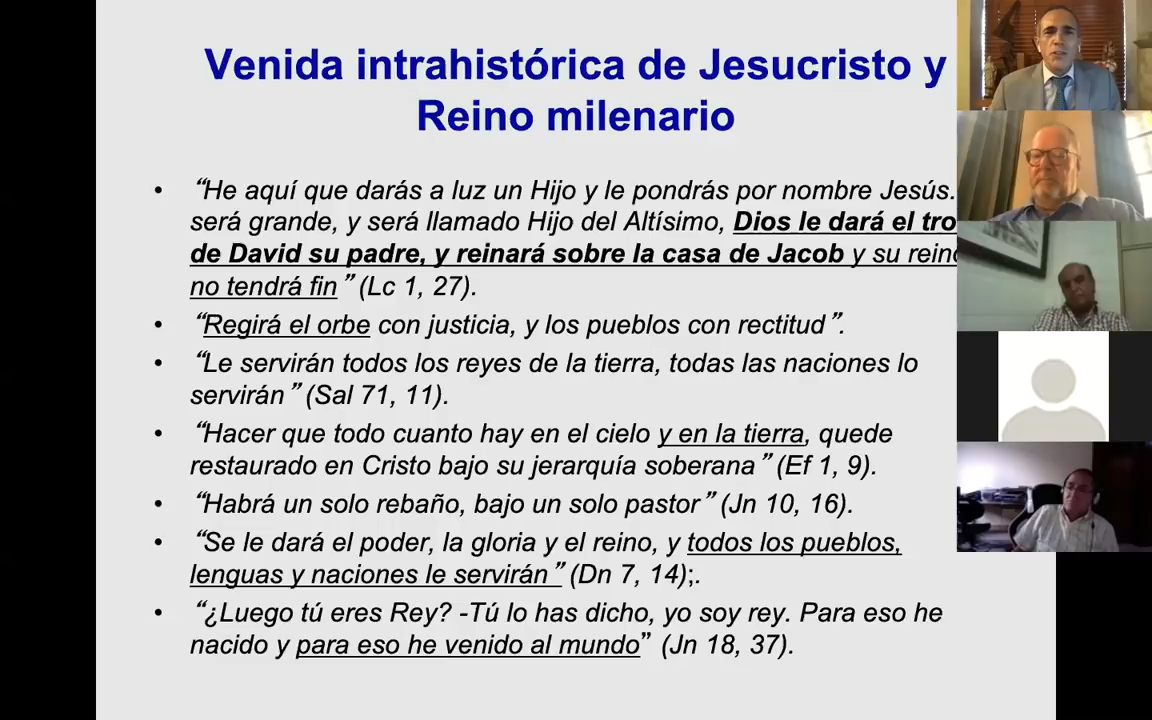 Venida intrahistórica de Jesucristo y
Reino milenario
• “He aquí que darás a luz un Hijo y le pondrás por nombre Jesús.
será grande, y será llamado Hijo del Altísimo, Dios le dará el
de David su padre, y reinará sobre la casa de Jacob y su
no tendrá fin” (Lc 1, 27).
• “Regirá el orbe con justicia, y los pueblos con rectitud”.
• “Le servirán todos los reyes de la tierra, todas las naciones lo
servirán” (Sal 71, 11).
• “Hacer que todo cuanto hay en el cielo y en la tierra, quede
restaurado en Cristo bajo su jerarquía soberana” (Ef 1, 9).
• “Habrá un solo rebaño, bajo un solo pastor” (Jn 10, 16).
• “Se le dará el poder, la gloria y el reino, y todos los pueblos,
lenguas y naciones le servirán” (Dn 7, 14);.
• “¿Luego tú eres Rey? -Tú lo has dicho, yo soy rey. Para eso he
nacido y para eso he venido al mundo” (Jn 18, 37).